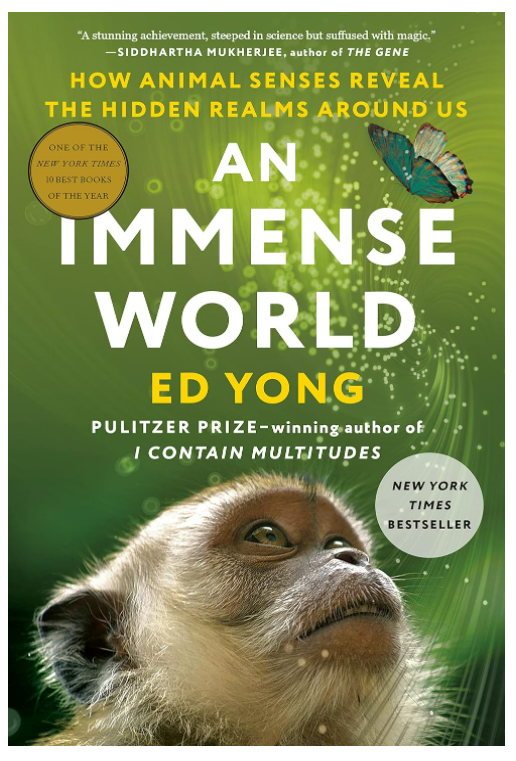 “A stunning achievement, steeped in science but suffused with magic.”
—SIDDHARTHA MUKHERJEE, author of THE GENE
HOW ANIMAL SENSES REVEAL
THE HIDDEN REALMS AROUND US
ONE OF THE
NEW YORK TIMES
10 BEST BOOKS
OF THE YEAR
AN
IMMENSE
WORLD
ED YONG
PULITZER PRIZE–winning author of
I CONTAIN MULTITUDES
NEW YORK
TIMES
BESTSELLER